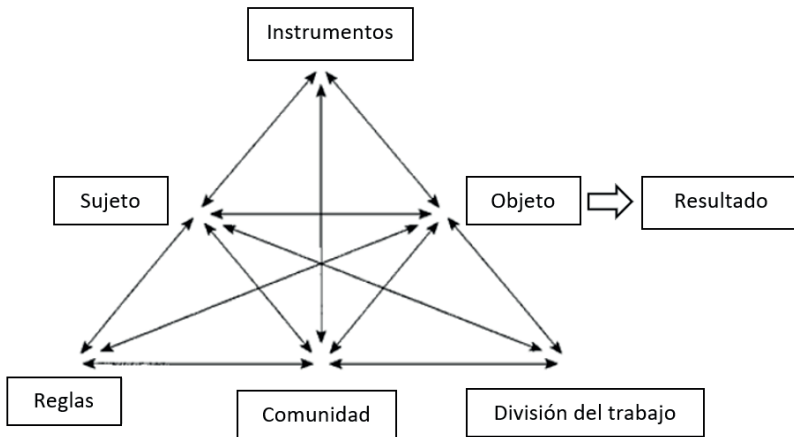 Instrumentos
Sujeto
Objeto
Resultado
Reglas
Comunidad
División del trabajo